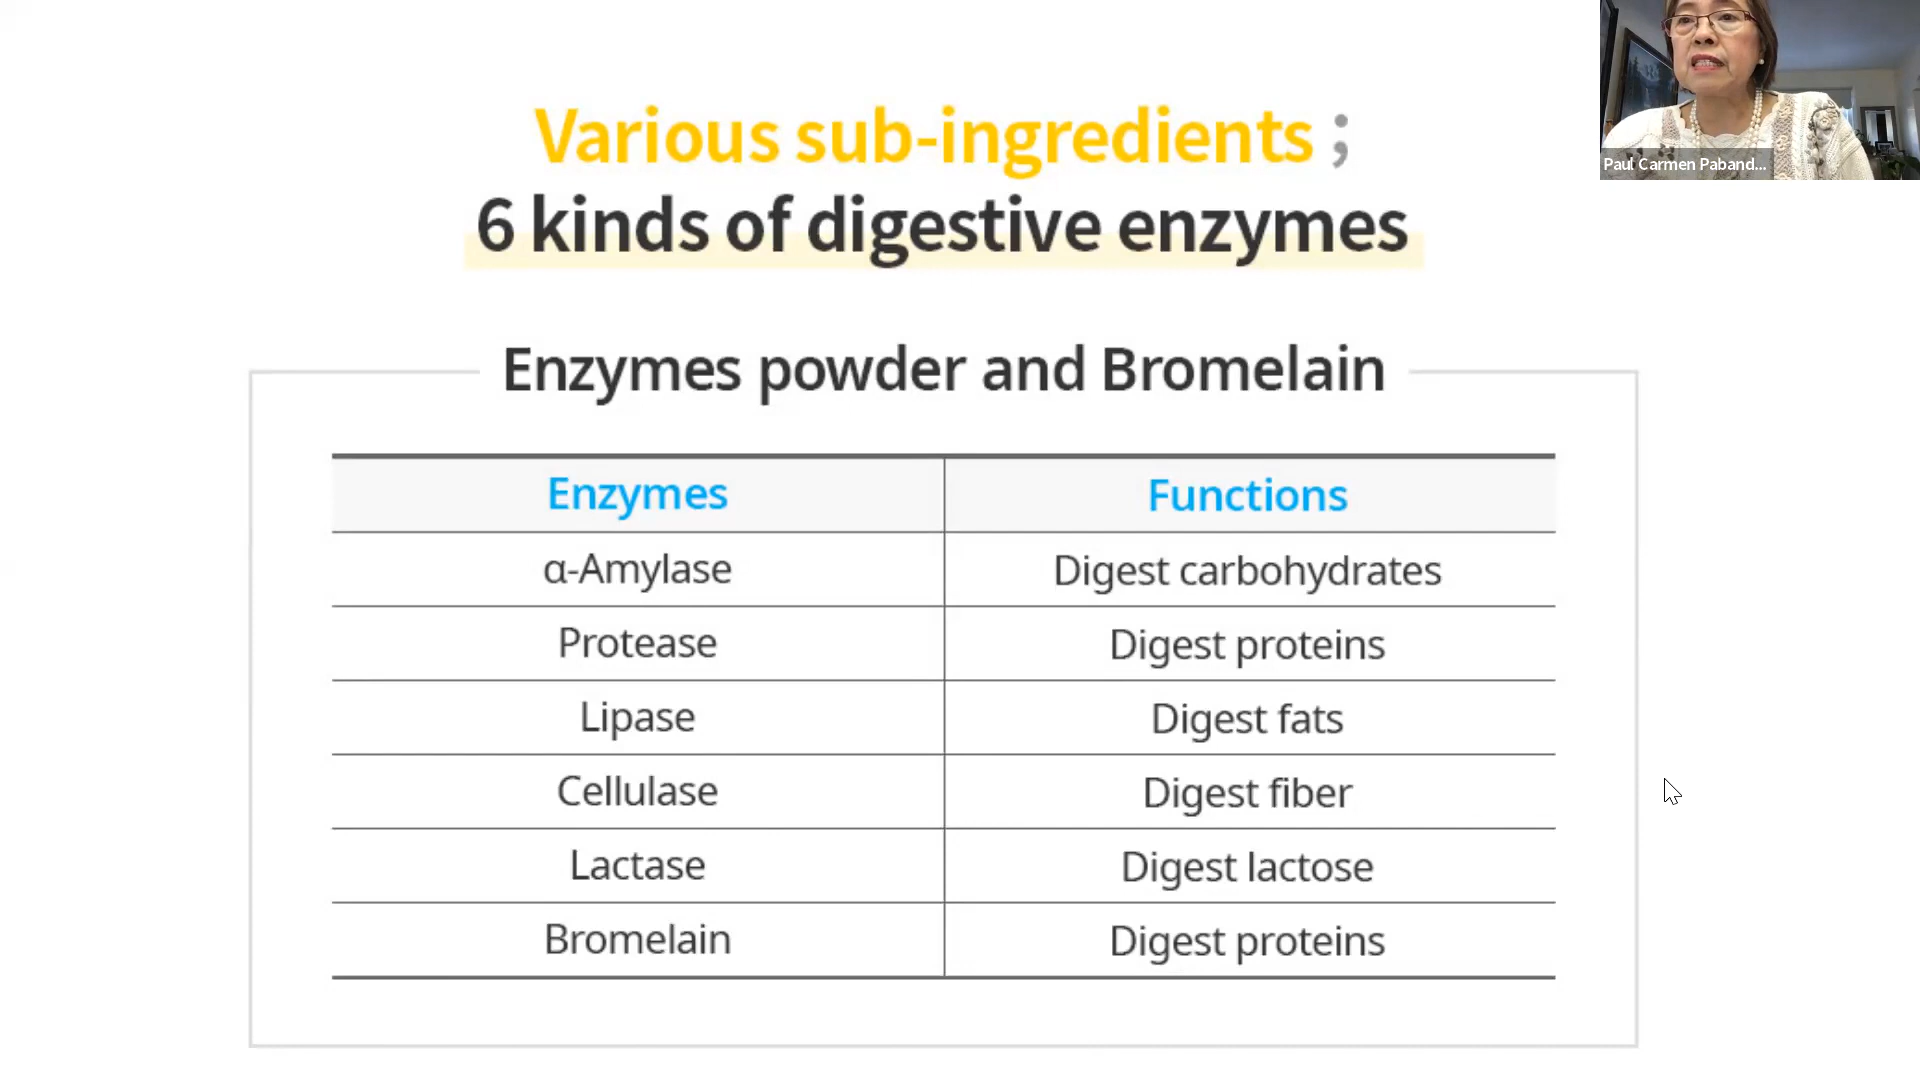 Various sub-ingredients ;
6 kinds of digestive enzymes
Enzymes powder and Bromelain
Enzymes Functions
α-Amylase Digest carbohydrates
Protease Digest proteins
Lipase Digest fats
Cellulase Digest fiber
Lactase Digest lactose
Bromelain Digest proteins
Paul Carmen Paband...